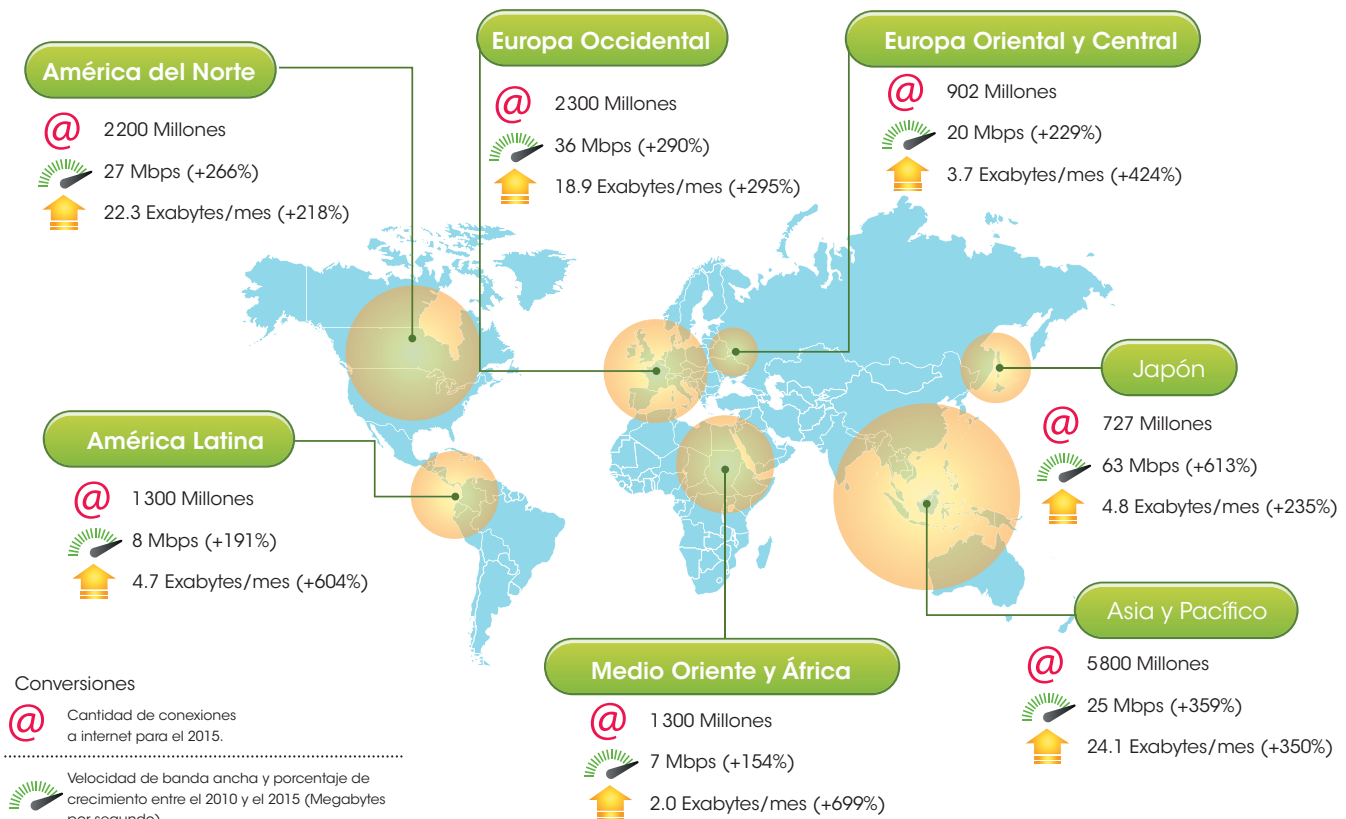 América del Norte
2200 Millones
27 Mbps (+266%)
22.3 Exabytes/mes (+218%)
Europa Occidental
2300 Millones
36 Mbps (+290%)
18.9 Exabytes/mes (+295%)
Europa Oriental y Central
902 Millones
20 Mbps (+229%)
3.7 Exabytes/mes (+424%)
Japón
727 Millones
63 Mbps (+613%)
4.8 Exabytes/mes (+235%)
América Latina
1300 Millones
8 Mbps (+191%)
4.7 Exabytes/mes (+604%)
Asia y Pacífico
5800 Millones
25 Mbps (+359%)
24.1 Exabytes/mes (+350%)
Medio Oriente y África
1300 Millones
7 Mbps (+154%)
2.0 Exabytes/mes (+699%)
Conversiones
@ Cantidad de conexiones
a internet para el 2015.
Velocidad de banda ancha y porcentaje de
crecimiento entre el 2010 y el 2015 (Megabytes
por segundo)